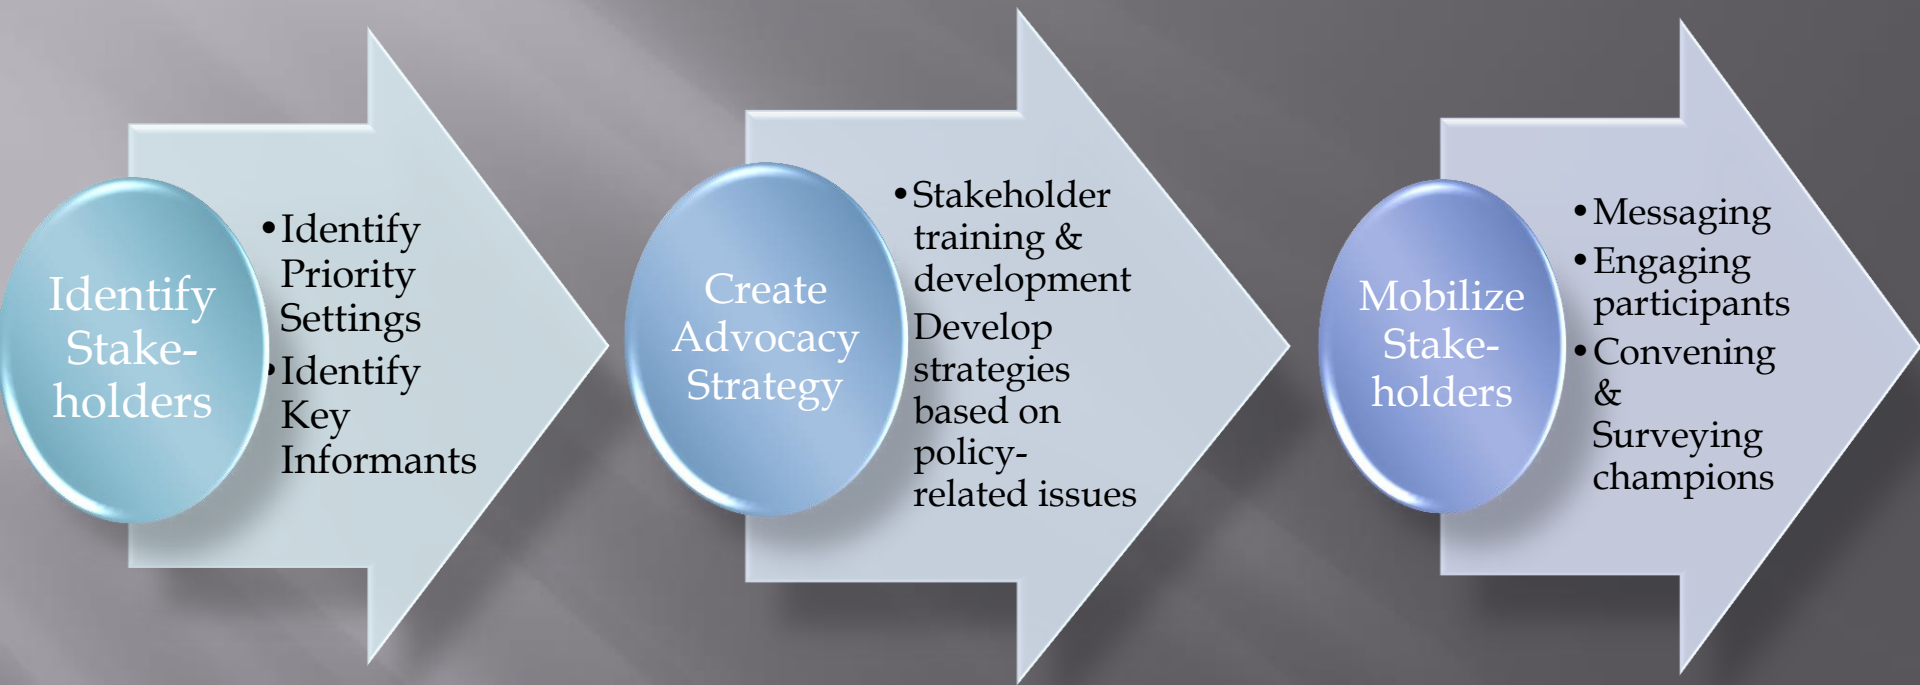 Identify
Stake-
holders
•Identify
Priority
Settings
•Identify
Key
Informants
Create
Advocacy
Strategy
•Stakeholder
training &
development
Develop
strategies
based on
policy-
related issues
Mobilize
Stake-
holders
•Messaging
•Engaging
participants
•Convening
&
Surveying
champions